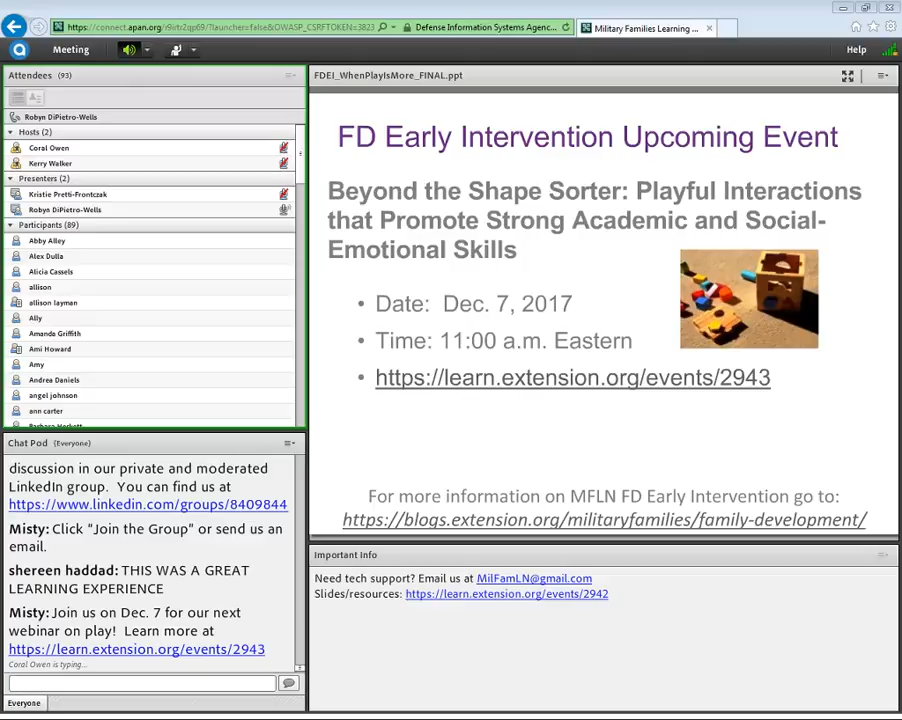 https://connect.apan.org/r9xtr2qp69/?launcher=false&OWASP_CSRFTOKEN=3823
Defense Information Systems Agenc...
Military Families Learning ...
Meeting
Help
Attendees (93)
Robyn DiPietro-Wells
Hosts (2)
Coral Owen
Kerry Walker
Presenters (2)
Kristie Pretti-Frontczak
Robyn DiPietro-Wells
Participants (89)
Abby Alley
Alex Dulla
Alicia Cassels
allison
allison layman
Ally
Amanda Griffith
Ami Howard
Amy
Andrea Daniels
angel johnson
ann carter
Chat Pod (Everyone)
discussion in our private and moderated
LinkedIn group. You can find us at
https://www.linkedin.com/groups/8409844
Misty: Click "Join the Group" or send us an
email.
shereen haddad: THIS WAS A GREAT
LEARNING EXPERIENCE
Misty: Join us on Dec. 7 for our next
webinar on play! Learn more at
https://learn.extension.org/events/2943
Coral Owen is typing...
Everyone
FDEI_WhenPlayIsMore_FINAL.ppt
FD Early Intervention Upcoming Event
Beyond the Shape Sorter: Playful Interactions
that Promote Strong Academic and Social-
Emotional Skills
• Date: Dec. 7, 2017
• Time: 11:00 a.m. Eastern
• https://learn.extension.org/events/2943
For more information on MFLN FD Early Intervention go to:
https://blogs.extension.org/militaryfamilies/family-development/
Important Info
Need tech support? Email us at MilFamLN@gmail.com
Slides/resources: https://learn.extension.org/events/2942